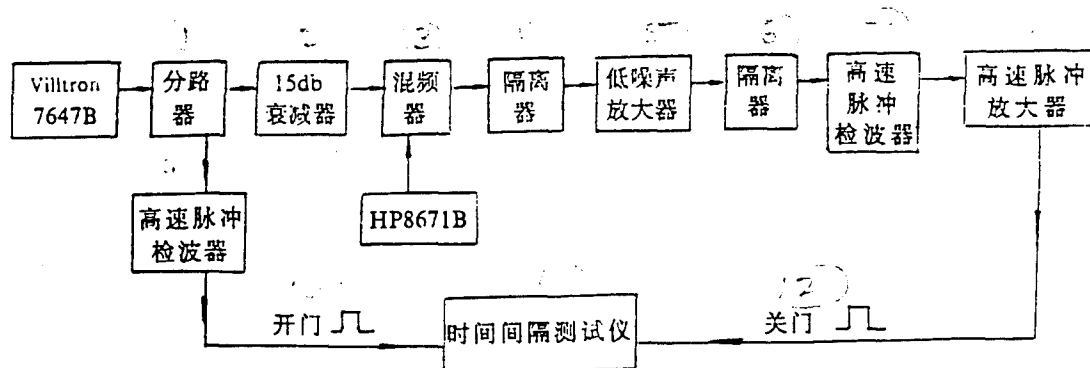 Villtron
7647B
分路
器
15db
衰减器
混频
器
隔离
器
低噪声
放大器
隔离
器
高速
脉冲
检波器
高速脉冲
放大器
高速脉冲
检波器
HP8671B
开门
时间间隔测试仪
关门
12